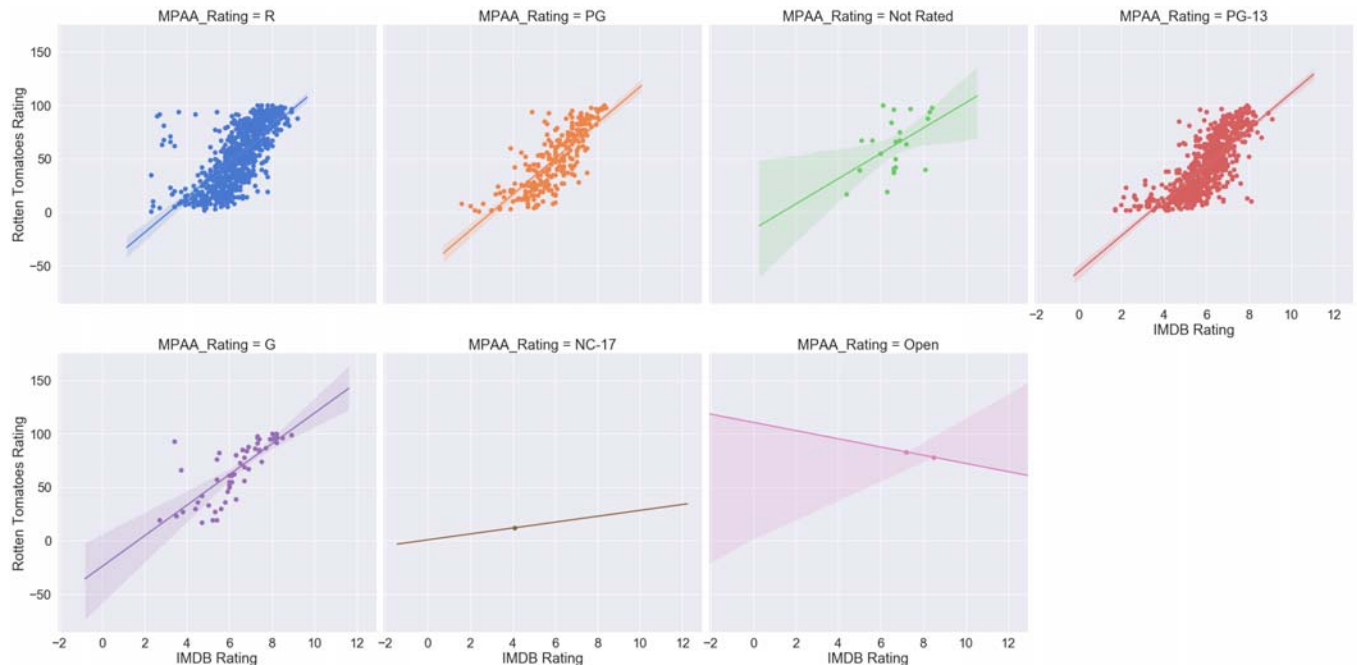 MPAA_Rating = R
MPAA_Rating = PG
MPAA_Rating = Not Rated
MPAA_Rating = PG-13
150
100
50
0
−50
Rotten Tomatoes Rating
−2 0 2 4 6 8 10 12
IMDB Rating
MPAA_Rating = G
MPAA_Rating = NC-17
MPAA_Rating = Open
150
100
50
0
−50
Rotten Tomatoes Rating
−2 0 2 4 6 8 10 12
IMDB Rating
−2 0 2 4 6 8 10 12
IMDB Rating
−2 0 2 4 6 8 10 12
IMDB Rating